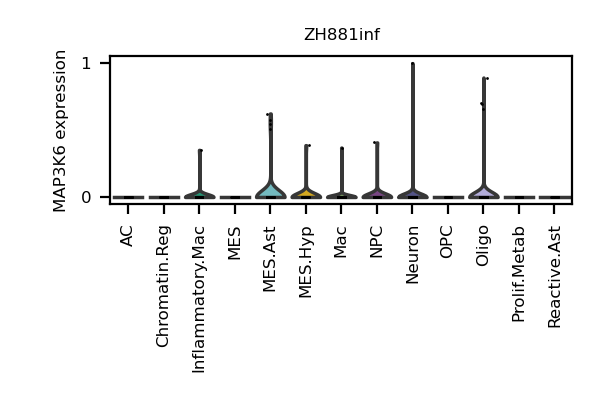 ZH881inf
MAP3K6 expression
1
0
AC
Chromatin.Reg
Inflammatory.Mac
MES
MES.Ast
MES.Hyp
Mac
NPC
Neuron
OPC
Oligo
Prolif.Metab
Reactive.Ast